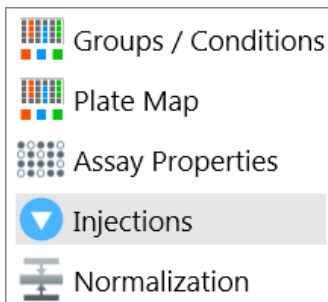 Groups / Conditions
Plate Map
Assay Properties
Injections
Normalization